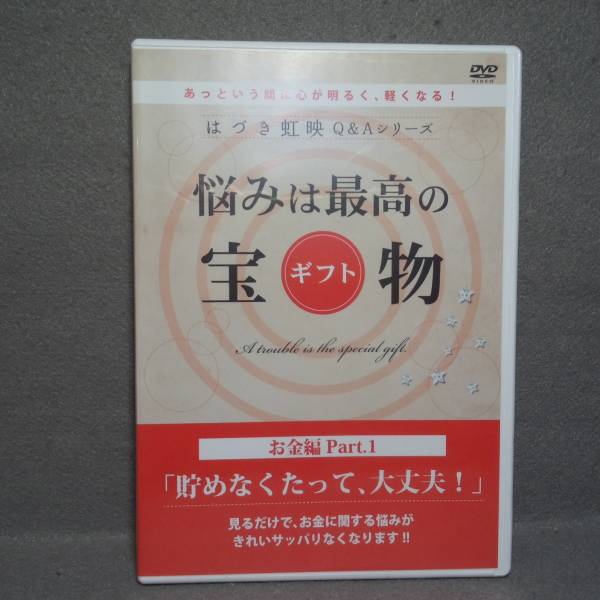 DVD
VIDEO
あっという間に心が明るく、軽くなる！
はづき虹映Q&Aシリーズ
悩みは最高の
宝 ギフト 物
A trouble is the special gift.
お金編 Part.1
「貯めなくたって、大丈夫！」
見るだけで、お金に関する悩みが
きれいサッパリなくなります!!